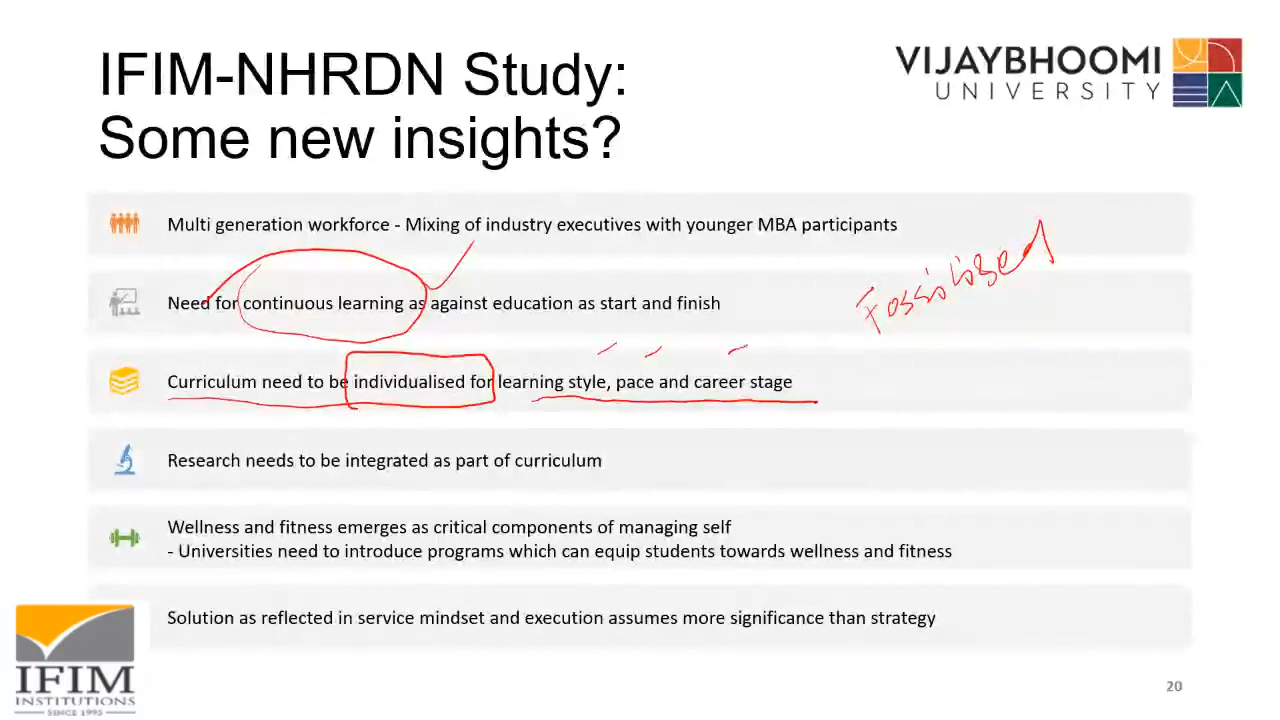 IFIM-NHRDN Study:
Some new insights?
VIJAYBHOOMI
UNIVERSITY
Multi generation workforce - Mixing of industry executives with younger MBA participants
Need for continuous learning as against education as start and finish
Fossilized
Curriculum need to be individualised for learning style, pace and career stage
Research needs to be integrated as part of curriculum
Wellness and fitness emerges as critical components of managing self
- Universities need to introduce programs which can equip students towards wellness and fitness
Solution as reflected in service mindset and execution assumes more significance than strategy
IFIM
INSTITUTIONS
SINCE 1995
20